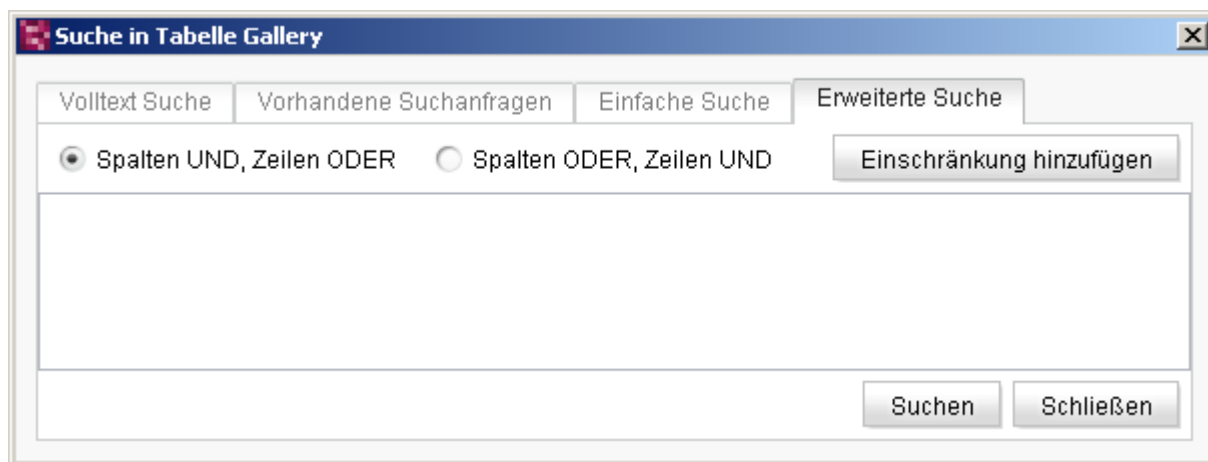 Suche in Tabelle Gallery
Volltext Suche Vorhandene Suchanfragen Einfache Suche Erweiterte Suche
Spalten UND, Zeilen ODER Spalten ODER, Zeilen UND Einschränkung hinzufügen
Suchen Schließen